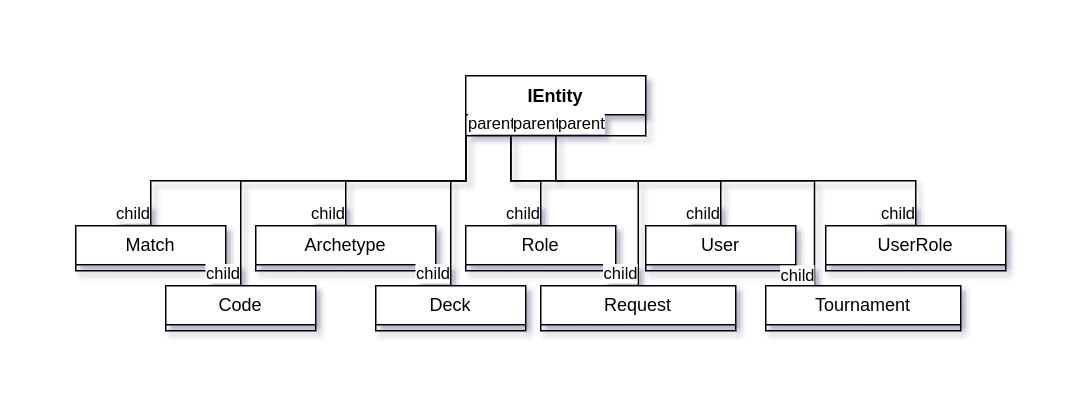 IEntity
parent parent parent
child child child child child
Match Archetype Role User UserRole
child child child child
Code Deck Request Tournament